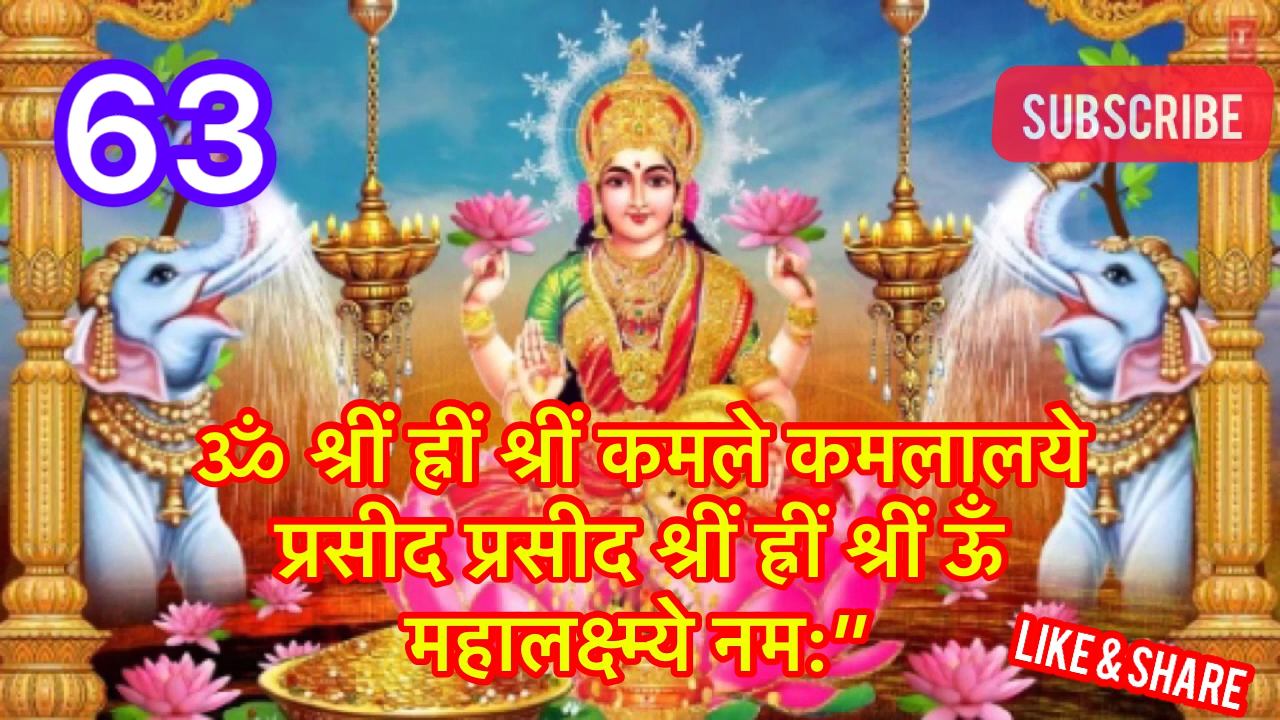 63
SUBSCRIBE
ॐ श्रीं ह्रीं श्रीं कमले कमलालये
प्रसीद प्रसीद श्रीं ह्रीं श्रीं ऊँ
महालक्ष्म्ये नम:”
LIKE & SHARE
T